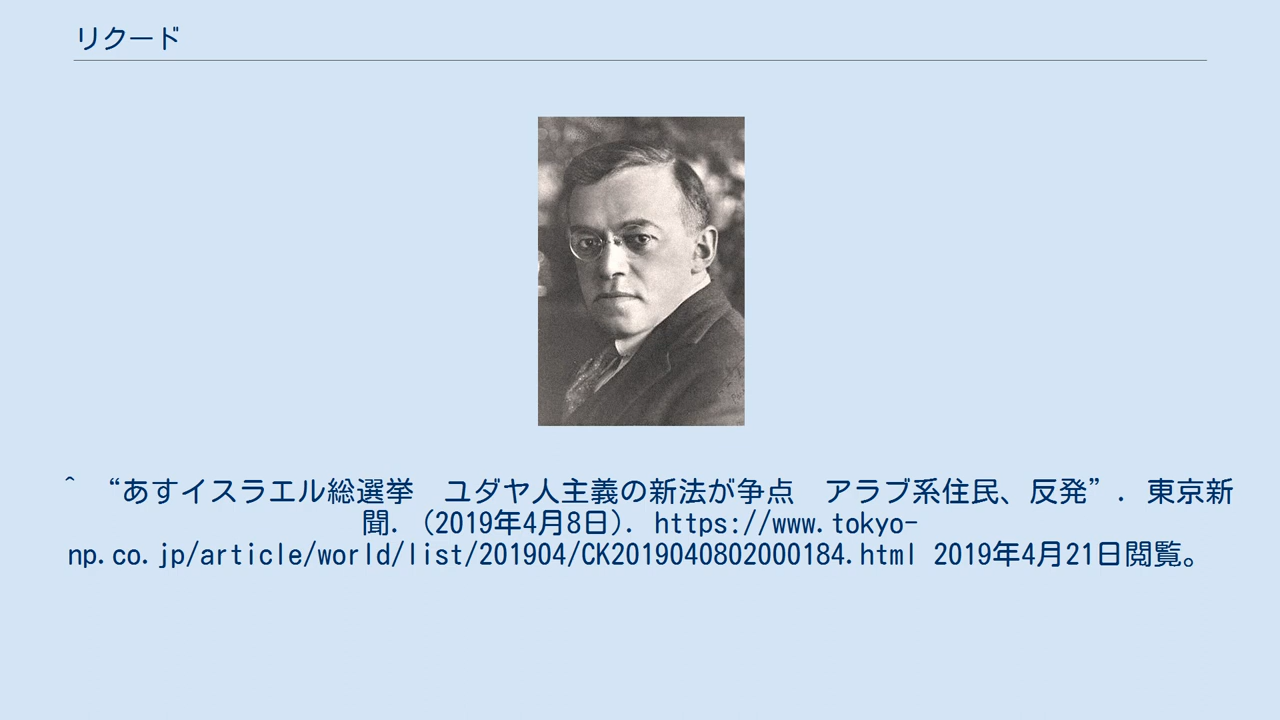 リクード
^ “あすイスラエル総選挙　ユダヤ人主義の新法が争点　アラブ系住民、反発”. 東京新
聞. (2019年4月8日). https://www.tokyo-
np.co.jp/article/world/list/201904/CK2019040802000184.html 2019年4月21日閲覧。